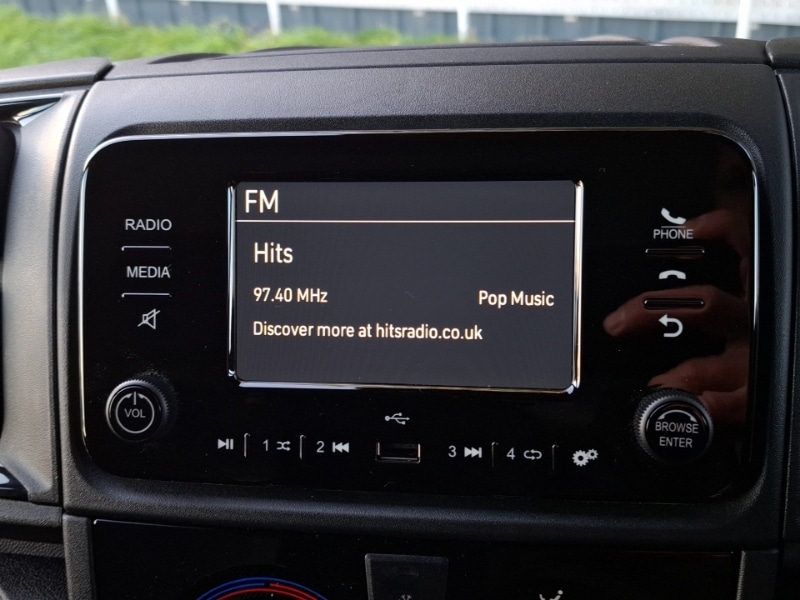 FM
Hits
97.40 MHz Pop Music
Discover more at hitsradio.co.uk
RADIO
MEDIA
VOL
PHONE
BROWSE
ENTER
1 2 3 4